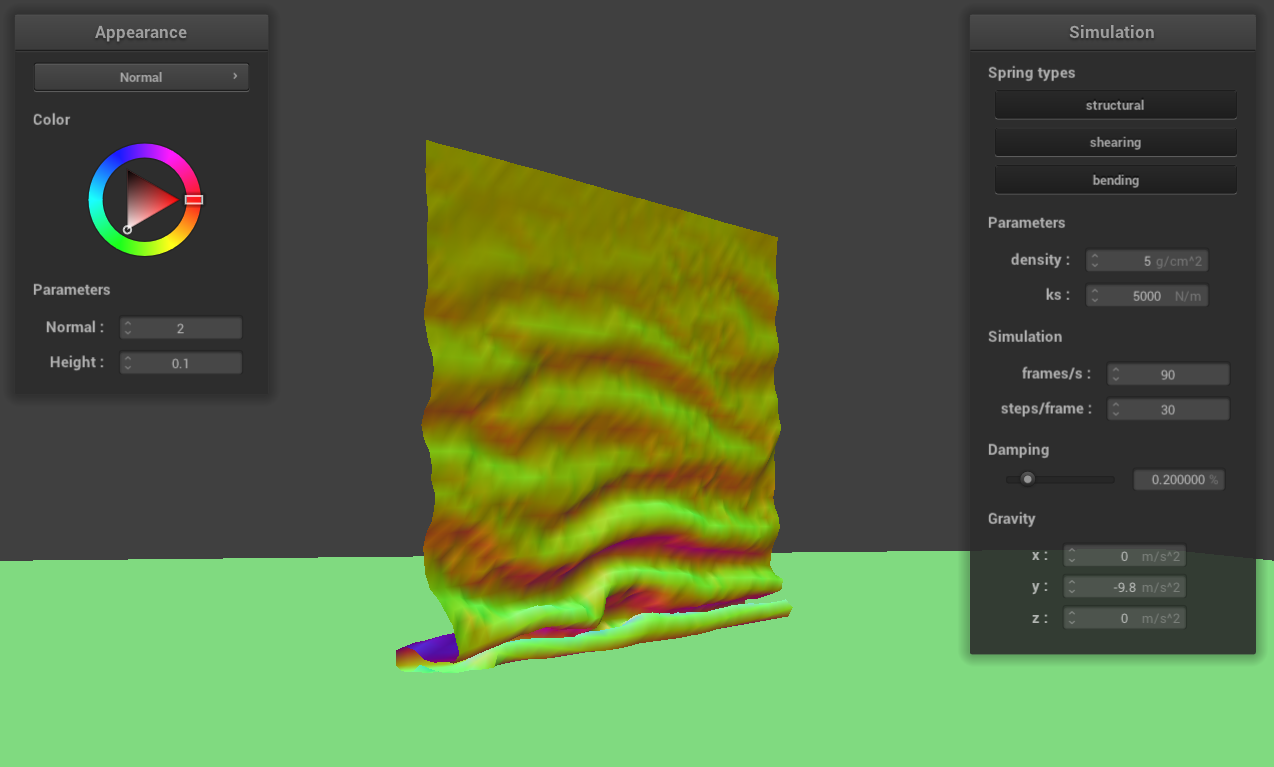 Appearance
Normal
Color
Parameters
Normal : 2
Height : 0.1
Simulation
Spring types
structural
shearing
bending
Parameters
density : 5 g/cm^2
ks : 5000 N/m
Simulation
frames/s : 90
steps/frame : 30
Damping
0.200000 %
Gravity
x : 0 m/s^2
y : -9.8 m/s^2
z : 0 m/s^2